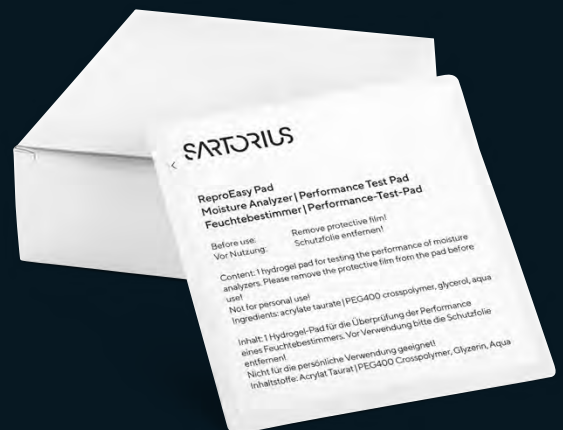 SARTORIUS
ReproEasy Pad
Moisture Analyzer | Performance Test Pad
Feuchtebestimmer | Performance-Test-Pad
Before use: Remove protective film!
Vor Nutzung: Schutzfolie entfernen!
Content: 1 hydrogel pad for testing the performance of moisture
analyzers. Please remove the protective film from the pad before
use!
Not for personal use!
Ingredients: acrylate taurate | PEG400 crosspolymer, glycerol, aqua
Inhalt: 1 Hydrogel-Pad für die Überprüfung der Performance
eines Feuchtebestimmers. Vor Verwendung bitte die Schutzfolie
entfernen!
Nicht für die persönliche Verwendung geeignet!
Inhaltstoffe: Acrylat Taurat | PEG400 Crosspolymer, Glyzerin, Aqua